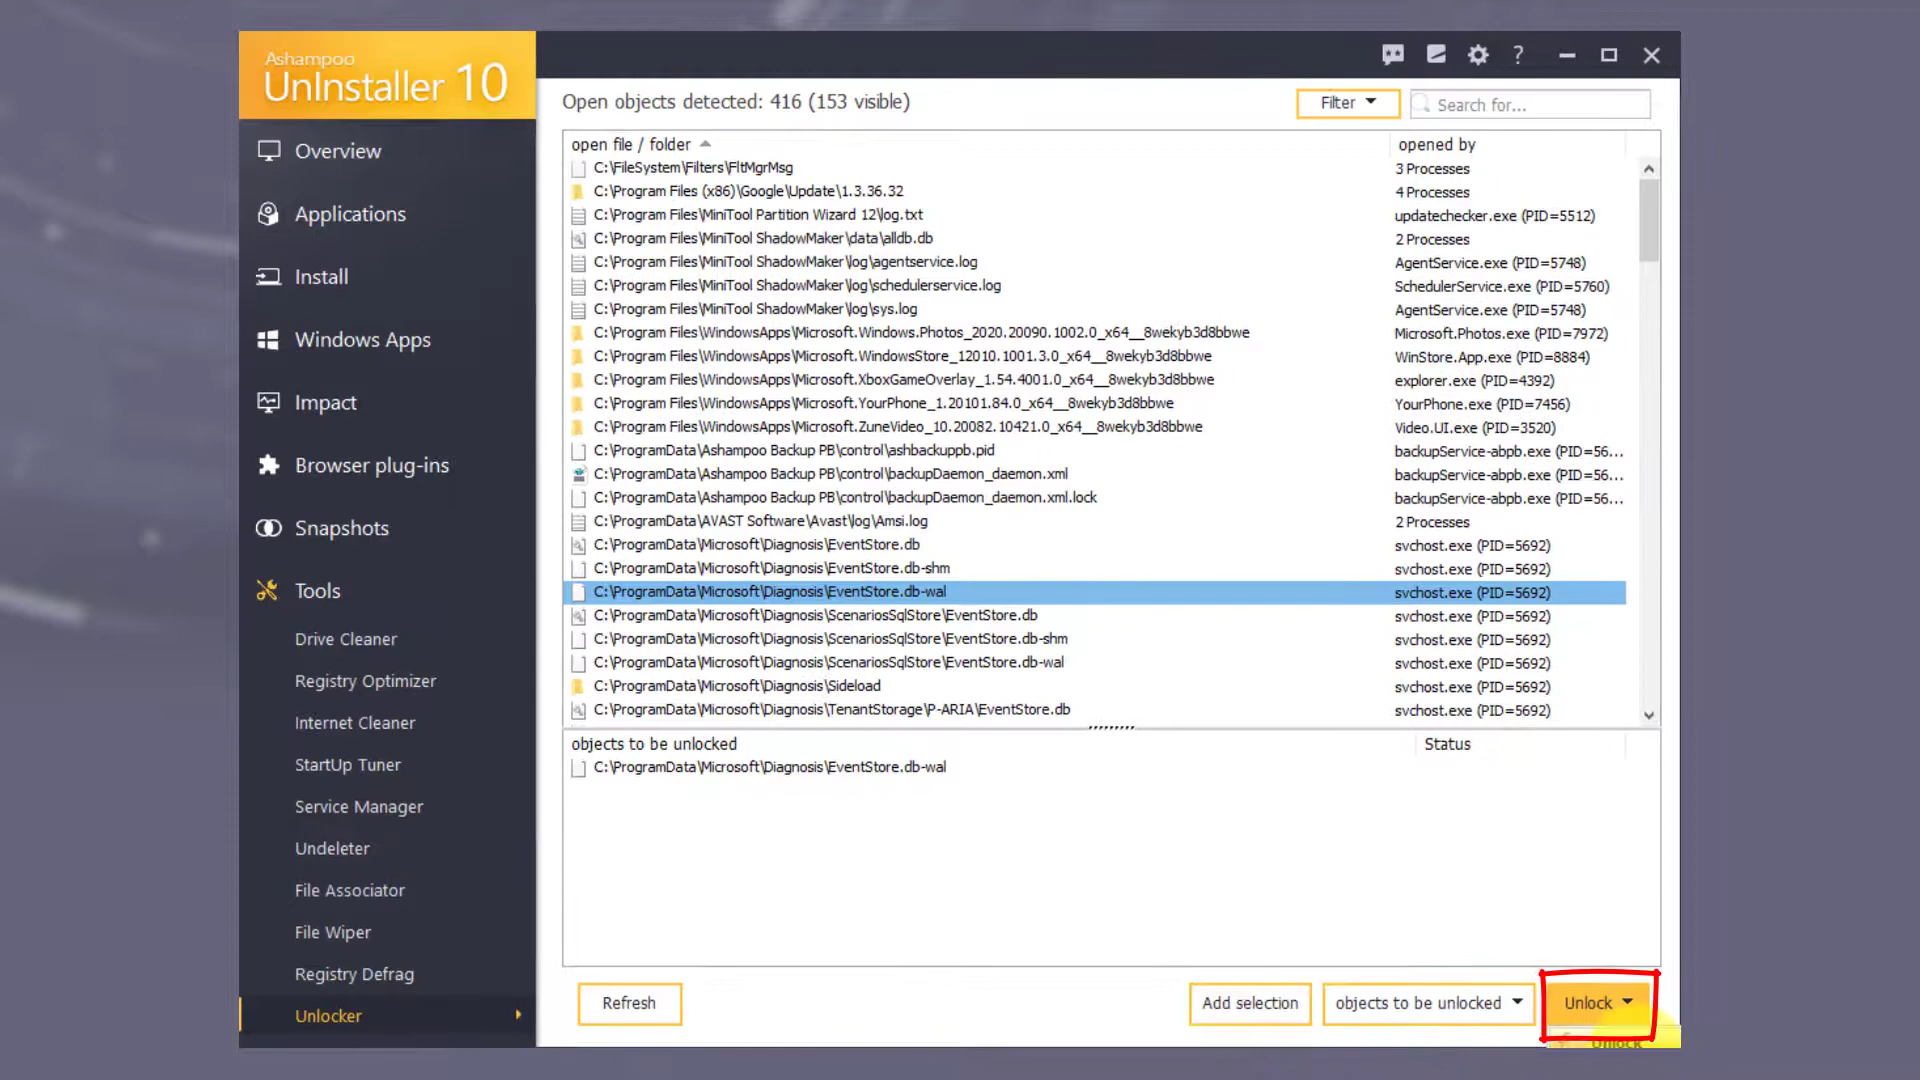 Ashampoo
UnInstaller 10
Overview
Applications
Install
Windows Apps
Impact
Browser plug-ins
Snapshots
Tools
Drive Cleaner
Registry Optimizer
Internet Cleaner
StartUp Tuner
Service Manager
Undeleter
File Associator
File Wiper
Registry Defrag
Unlocker
?
Open objects detected: 416 (153 visible)
Filter
Search for...
open file / folder opened by
C:\FileSystem\Filters\FltMgrMsg 3 Processes
C:\Program Files (x86)\Google\Update\1.3.36.32 4 Processes
C:\Program Files\MiniTool Partition Wizard 12\log.txt updatechecker.exe (PID=5512)
C:\Program Files\MiniTool ShadowMaker\data\alldb.db 2 Processes
C:\Program Files\MiniTool ShadowMaker\log\agentservice.log AgentService.exe (PID=5748)
C:\Program Files\MiniTool ShadowMaker\log\schedulerservice.log SchedulerService.exe (PID=5760)
C:\Program Files\MiniTool ShadowMaker\log\sys.log AgentService.exe (PID=5748)
C:\Program Files\WindowsApps\Microsoft.Windows.Photos_2020.20090.1002.0_x64__8wekyb3d8bbwe Microsoft.Photos.exe (PID=7972)
C:\Program Files\WindowsApps\Microsoft.WindowsStore_12010.1001.3.0_x64__8wekyb3d8bbwe WinStore.App.exe (PID=8884)
C:\Program Files\WindowsApps\Microsoft.XboxGameOverlay_1.54.4001.0_x64__8wekyb3d8bbwe explorer.exe (PID=4392)
C:\Program Files\WindowsApps\Microsoft.YourPhone_1.20101.84.0_x64__8wekyb3d8bbwe YourPhone.exe (PID=7456)
C:\Program Files\WindowsApps\Microsoft.ZuneVideo_10.20082.10421.0_x64__8wekyb3d8bbwe Video.UI.exe (PID=3520)
C:\ProgramData\Ashampoo Backup PB\control\ashbackuppb.pid backupService-abpb.exe (PID=56...
C:\ProgramData\Ashampoo Backup PB\control\backupDaemon_daemon.xml backupService-abpb.exe (PID=56...
C:\ProgramData\Ashampoo Backup PB\control\backupDaemon_daemon.xml.lock backupService-abpb.exe (PID=56...
C:\ProgramData\AVAST Software\Avast\log\Amsi.log 2 Processes
C:\ProgramData\Microsoft\Diagnosis\EventStore.db svchost.exe (PID=5692)
C:\ProgramData\Microsoft\Diagnosis\EventStore.db-shm svchost.exe (PID=5692)
C:\ProgramData\Microsoft\Diagnosis\EventStore.db-wal svchost.exe (PID=5692)
C:\ProgramData\Microsoft\Diagnosis\ScenariosSqlStore\EventStore.db svchost.exe (PID=5692)
C:\ProgramData\Microsoft\Diagnosis\ScenariosSqlStore\EventStore.db-shm svchost.exe (PID=5692)
C:\ProgramData\Microsoft\Diagnosis\ScenariosSqlStore\EventStore.db-wal svchost.exe (PID=5692)
C:\ProgramData\Microsoft\Diagnosis\Sideload svchost.exe (PID=5692)
C:\ProgramData\Microsoft\Diagnosis\TenantStorage\P-ARIA\EventStore.db svchost.exe (PID=5692)
objects to be unlocked Status
C:\ProgramData\Microsoft\Diagnosis\EventStore.db-wal
Refresh
Add selection
objects to be unlocked
Unlock
Unlock